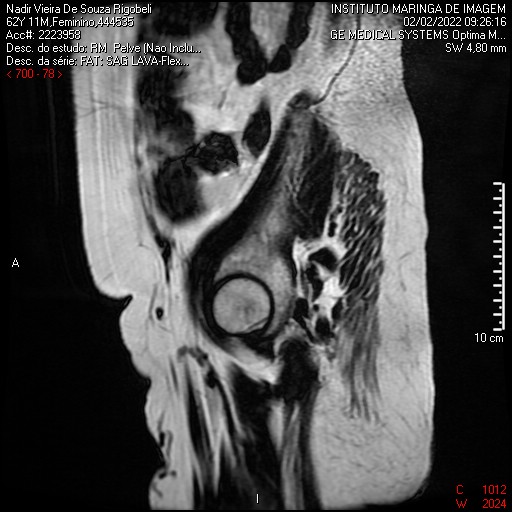 Nadir Vieira De Souza Rigobeli
62Y 11M,Feminino,444535
Acc#: 2223953
Desc. do estudo: RM Pelve (Nao Inclu...
Desc. da série: FAT: SAG LAVA-Flex...
< 700 - 78 >
INSTITUTO MARINGA DE IMAGEM
02/02/2022 09:26:16
GE MEDICAL SYSTEMS Optima M...
SW 4,80 mm
A
10 cm
I
C 1012
W 2024